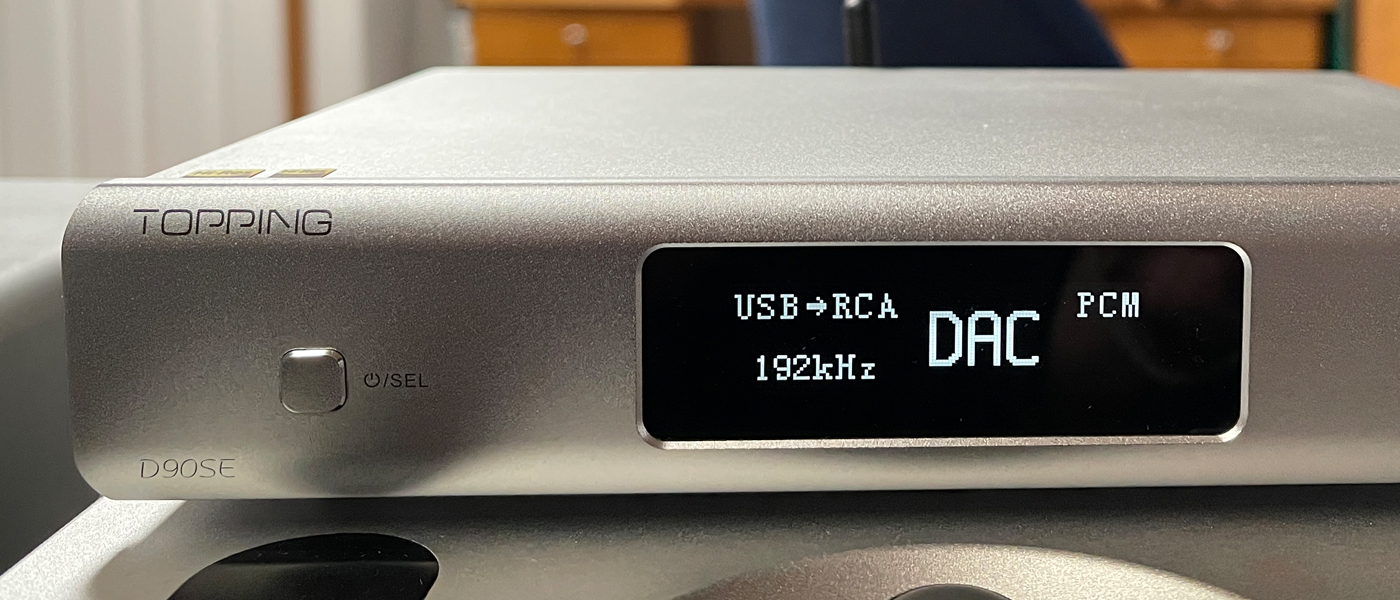 TOPPING
USB→RCA
DAC
PCM
192kHz
⏻/SEL
D90SE